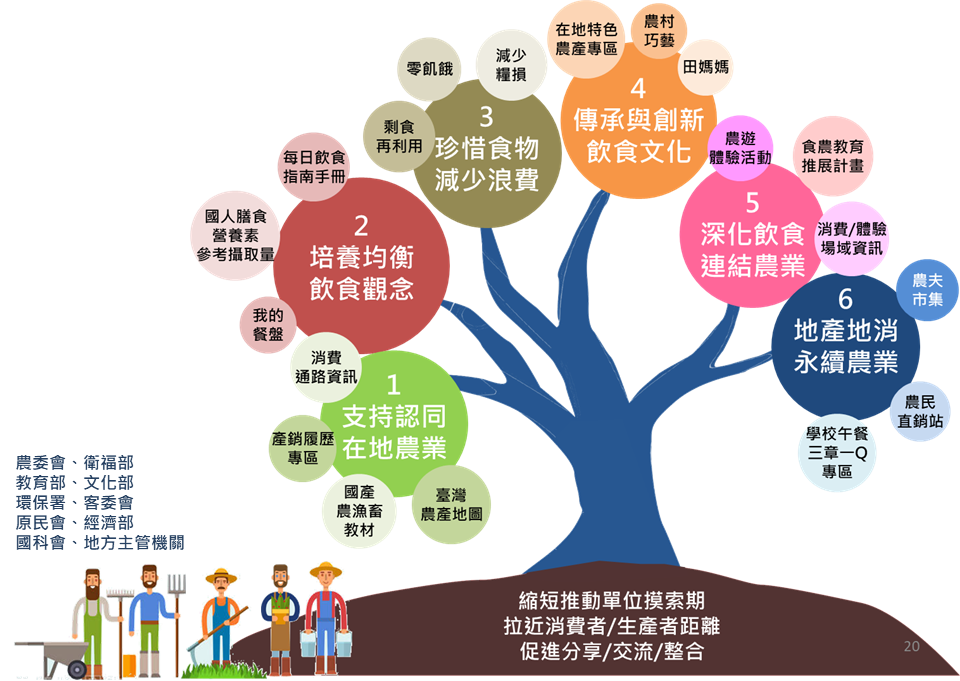 1
支持認同
在地農業
消費
通路資訊
產銷履歷
專區
國產
農漁畜
教材
臺灣
農產地圖
2
培養均衡
飲食觀念
每日飲食
指南手冊
國人膳食
營養素
參考攝取量
我的
餐盤
3
珍惜食物
減少浪費
零飢餓
減少
糧損
剩食
再利用
4
傳承與創新
飲食文化
在地特色
農產專區
農村
巧藝
田媽媽
5
深化飲食
連結農業
農遊
體驗活動
食農教育
推展計畫
消費/體驗
場域資訊
6
地產地消
永續農業
農夫
市集
農民
直銷站
學校午餐
三章一Q
專區
農委會、衛福部
教育部、文化部
環保署、客委會
原民會、經濟部
國科會、地方主管機關
縮短推動單位摸索期
拉近消費者/生產者距離
促進分享/交流/整合
20